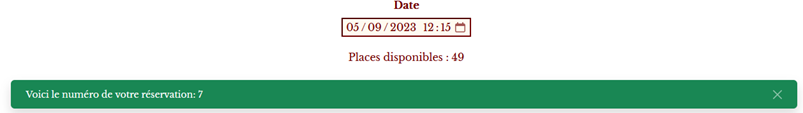 Date
05/09/2023 12:15
Places disponibles : 49
Voici le numéro de votre réservation: 7